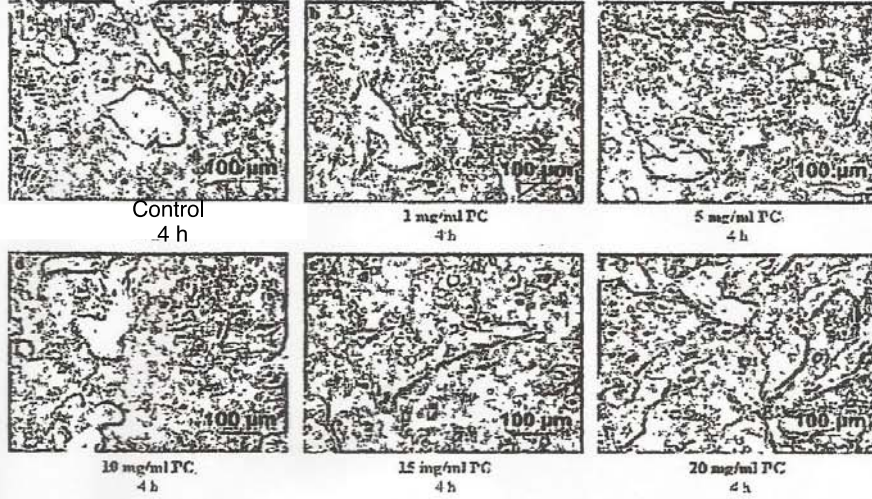 a
b
100 µm
100 µm
100 µm
Control
4 h
1 mg/ml PC
4 h
5 mg/ml PC
4 h
d
e
100 µm
100 µm
100 µm
10 mg/ml PC
4 h
15 mg/ml PC
4 h
20 mg/ml PC
4 h